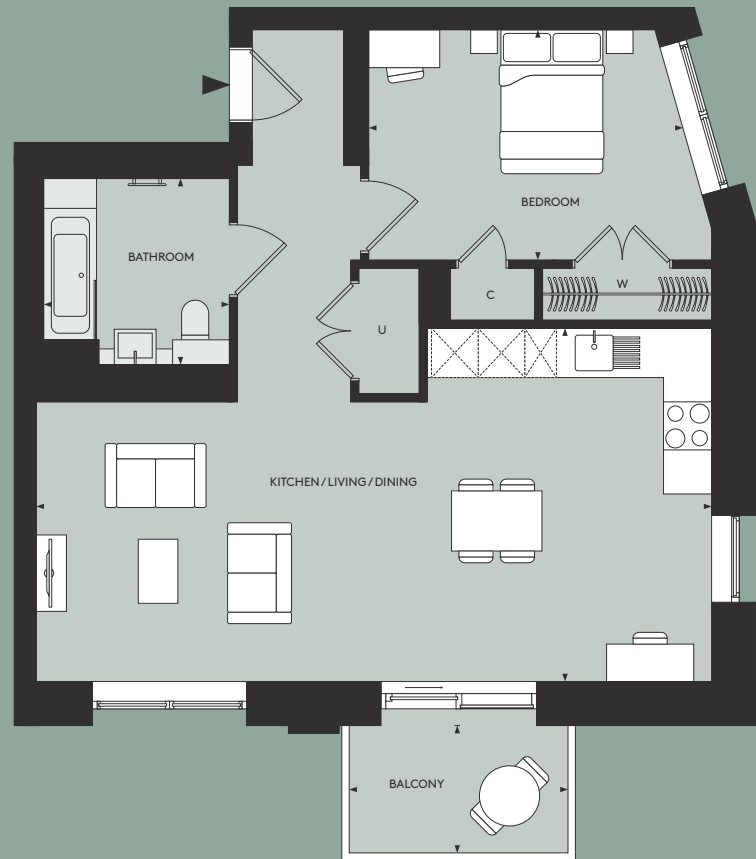 BEDROOM
BATHROOM
C
W
U
KITCHEN / LIVING / DINING
BALCONY